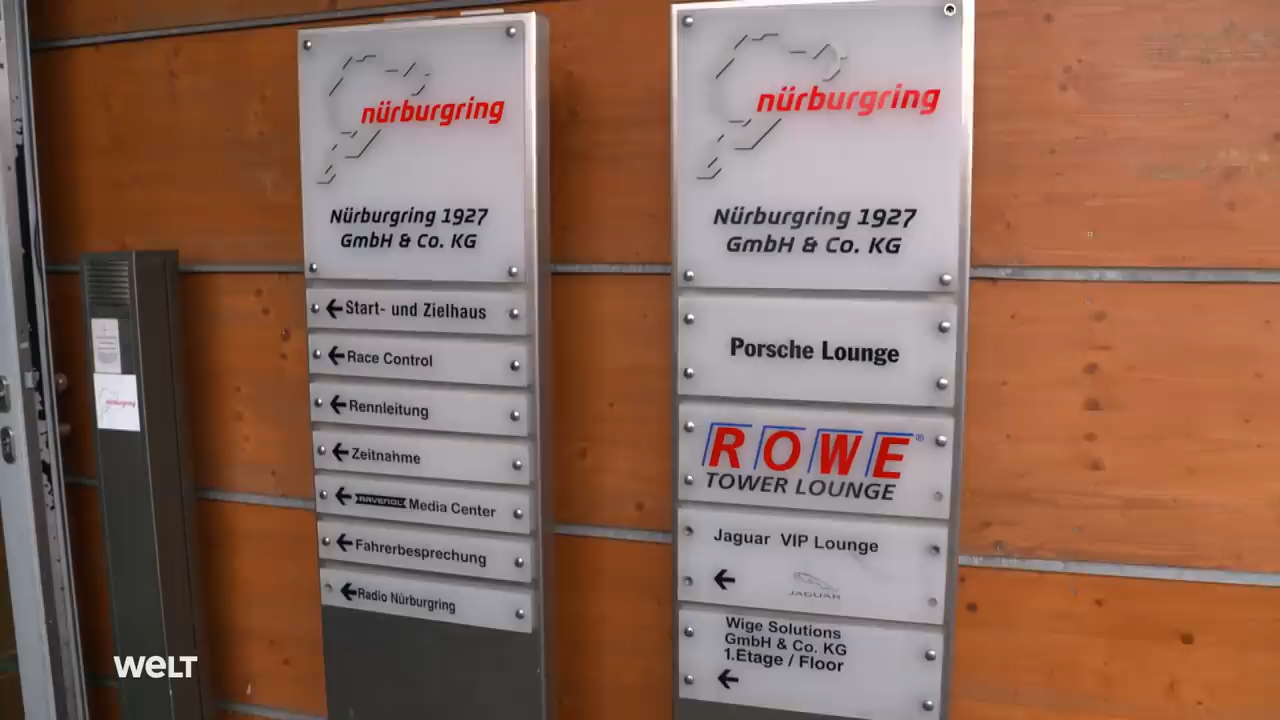 nürburgring
Nürburgring 1927
GmbH & Co. KG
Start- und Zielhaus
Race Control
Rennleitung
Zeitnahme
RAVENOL Media Center
Fahrerbesprechung
Radio Nürburgring
nürburgring
Nürburgring 1927
GmbH & Co. KG
Porsche Lounge
ROWE®
TOWER LOUNGE
Jaguar VIP Lounge
JAGUAR
Wige Solutions
GmbH & Co. KG
1.Etage / Floor
nürburgring
welt